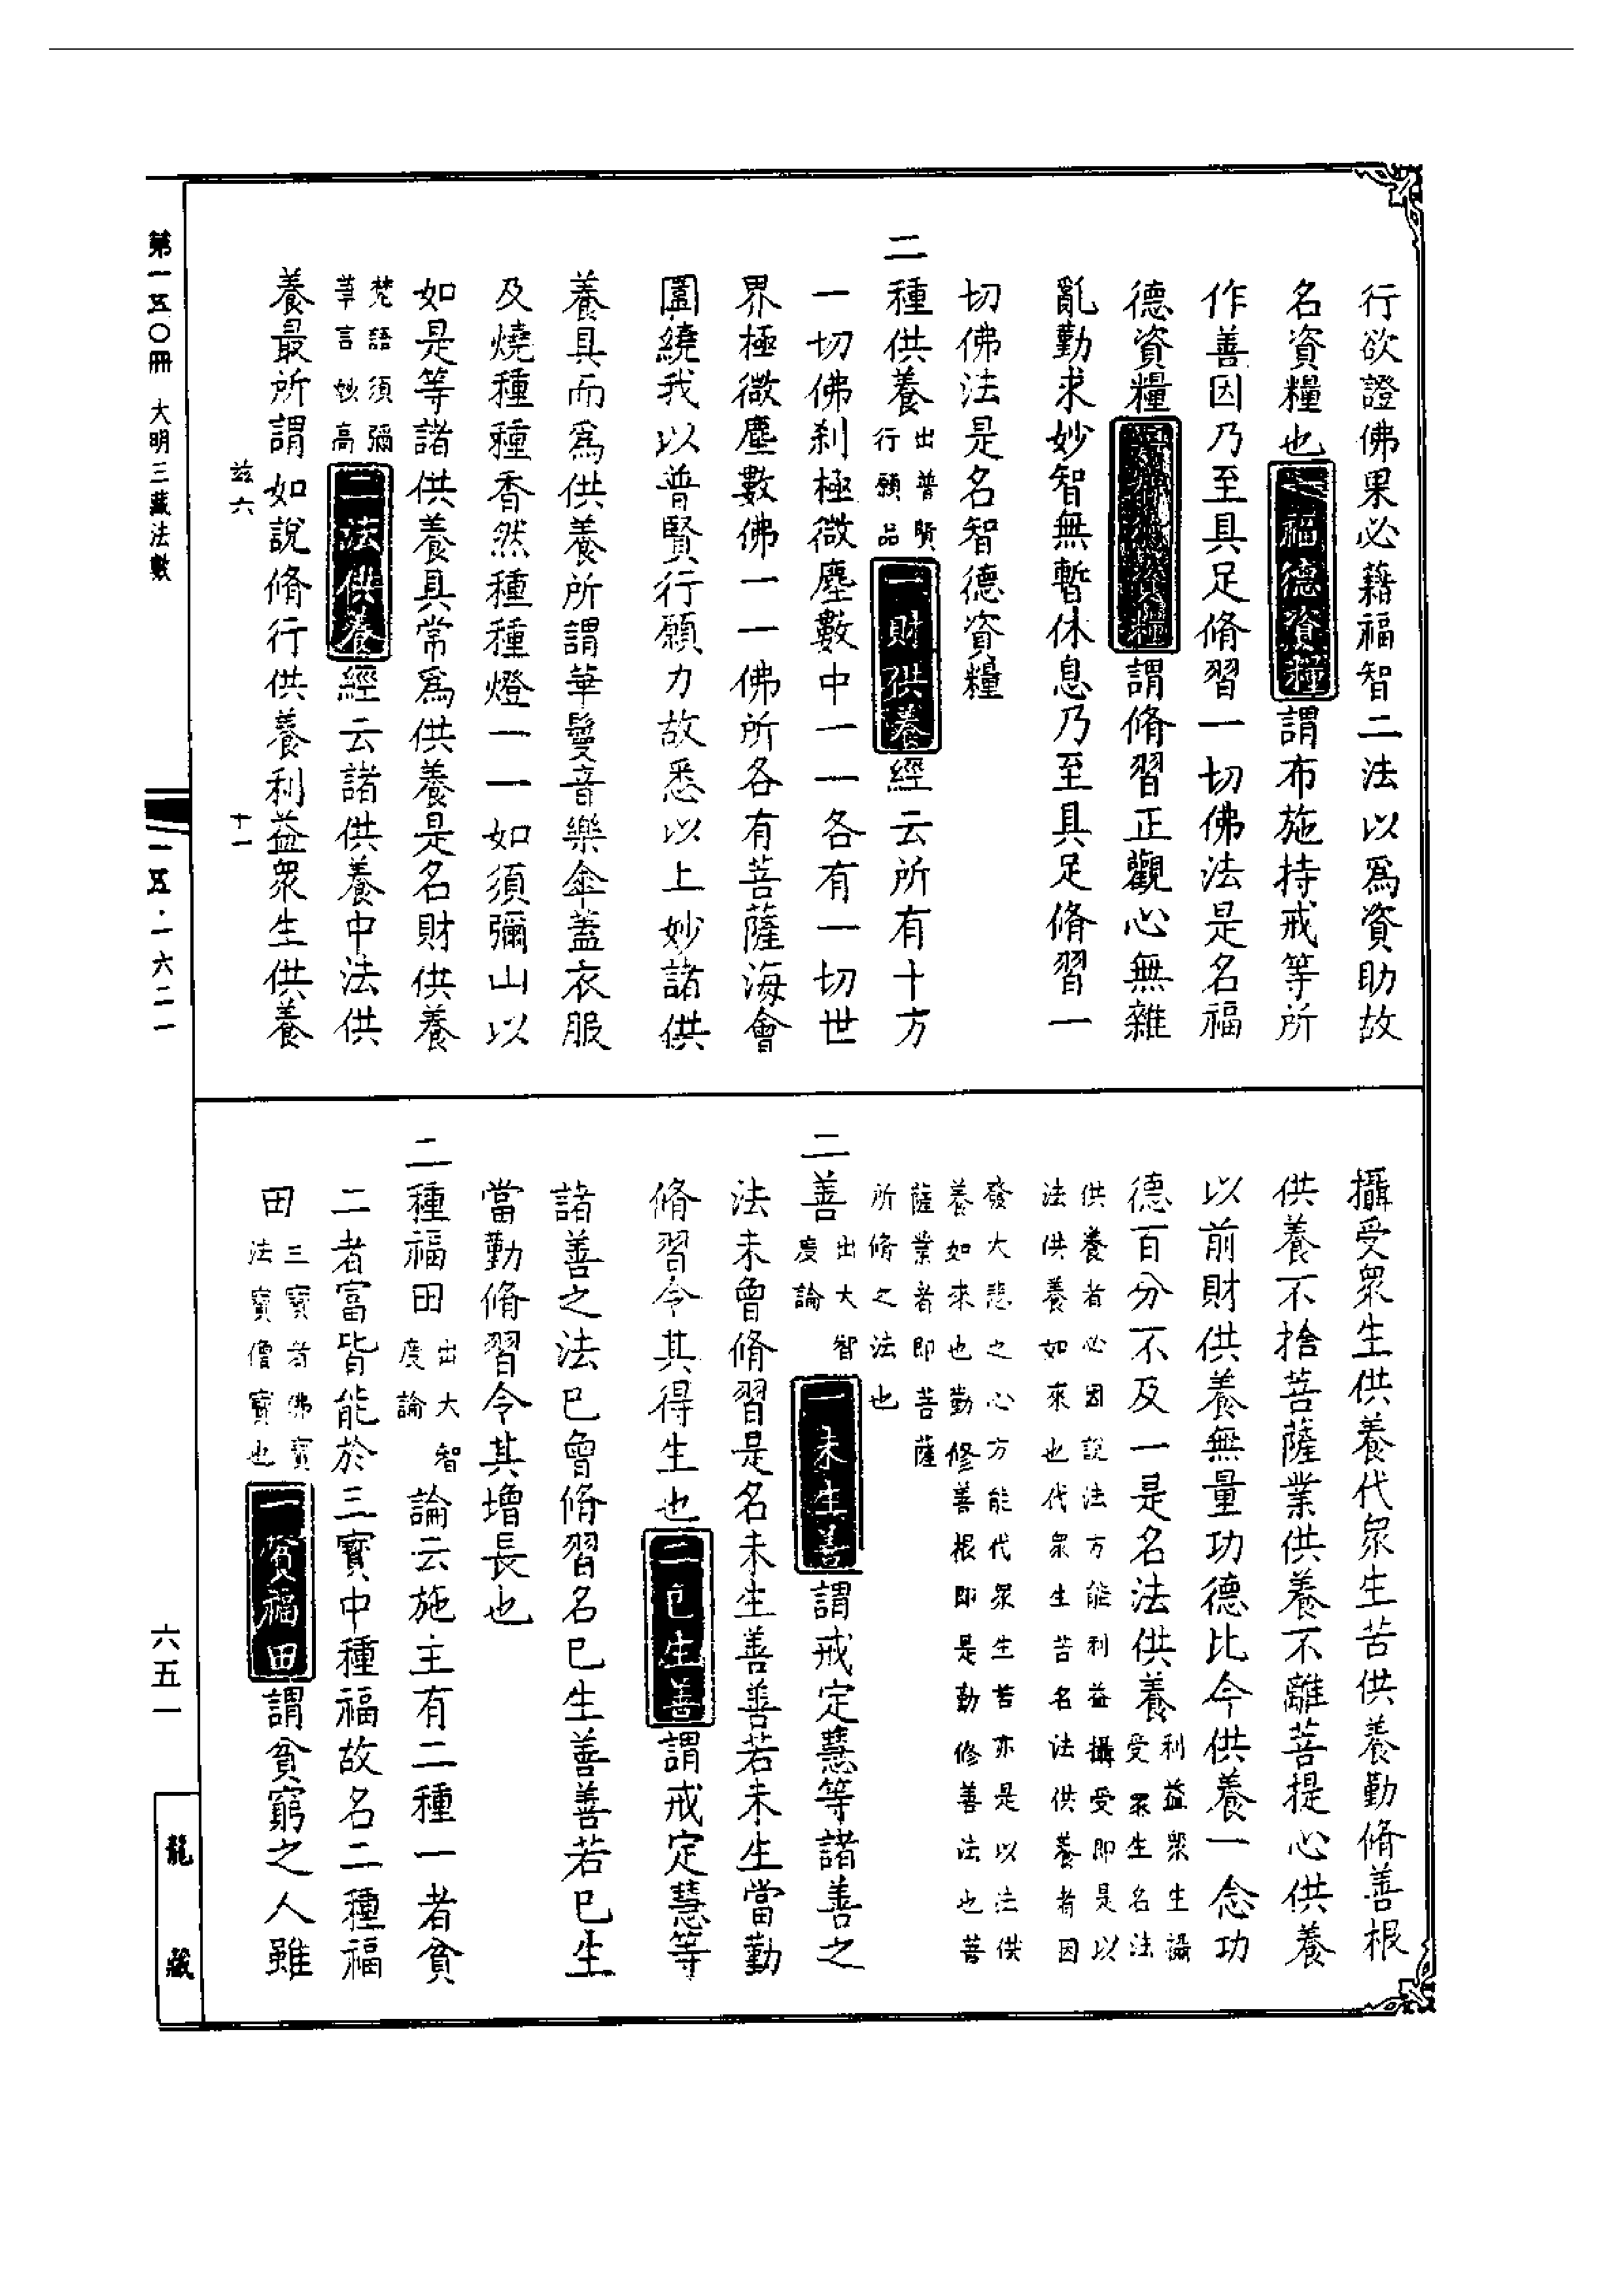 行欲證佛果必藉福智二法以爲資助故
名資糧也一福德資糧謂布施持戒等所
作善因乃至具足脩習一切佛法是名福
德資糧二智德資糧謂脩習正觀心無雜
亂勤求妙智無暫休息乃至具足脩習一
切佛法是名智德資糧
二種供養出普賢行願品一財供養經云所有十方
一切佛刹極微塵數中一一各有一切世
界極微塵數佛一一佛所各有菩薩海會
圍繞我以普賢行願力故悉以上妙諸供
養具而爲供養所謂華鬘音樂傘蓋衣服
及燒種種香然種種燈一一如須彌山以
如是等諸供養具常爲供養是名財供養
梵語須彌華言妙高二法供養經云諸供養中法供
養最所謂如說脩行供養利益衆生供養
茲六 十一
攝受衆生供養代衆生苦供養勤脩善根
供養不捨菩薩業供養不離菩提心供養
以前財供養無量功德比今供養一念功
德百分不及一是名法供養利益衆生攝受衆生名法
供養者必因說法方能利益攝受即是以
法供養如來也代衆生苦名法供養者因
發大悲之心方能代衆生苦亦是以法供
養如來也勤修善根即是勤修善法也菩
薩業者即菩薩
所脩之法也
二善出大智度論一未生善謂戒定慧等諸善之
法未曾脩習是名未生善善若未生當勤
脩習令其得生也二已生善謂戒定慧等
諸善之法已曾脩習名已生善善若已生
當勤脩習令其增長也
二種福田出大智度論論云施主有二種一者貧
二者富皆能於三寶中種福故名二種福
田三寶者佛寶法寶僧寶也一貧福田謂貧窮之人雖
第一五〇冊 大明三藏法數
一五·一六二一
六五一
龍藏